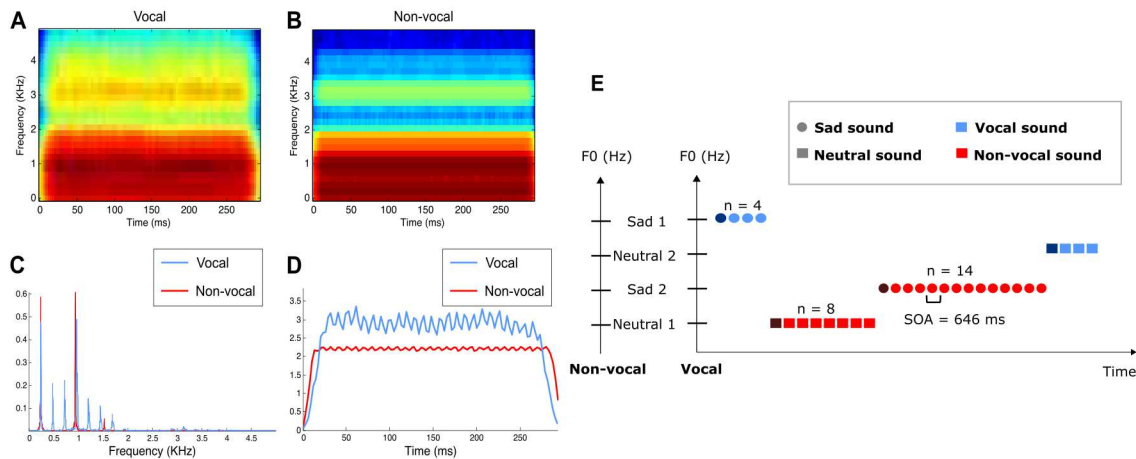 A
Vocal
Frequency (KHz)
4
3
2
1
0
0 50 100 150 200 250
Time (ms)
B
Non-vocal
Frequency (KHz)
4
3
2
1
0
0 50 100 150 200 250
Time (ms)
C
Vocal
Non-vocal
0.6
0.5
0.4
0.3
0.2
0.1
0 0.5 1 1.5 2 2.5 3 3.5 4 4.5
Frequency (KHz)
D
Vocal
Non-vocal
3.5
3
2.5
2
1.5
1
0.5
0
0 50 100 150 200 250
Time (ms)
E
Sad sound
Vocal sound
Neutral sound
Non-vocal sound
F0 (Hz) F0 (Hz)
n = 4
Sad 1
Neutral 2
n = 14
Sad 2
n = 8
SOA = 646 ms
Neutral 1
Non-vocal Vocal
Time